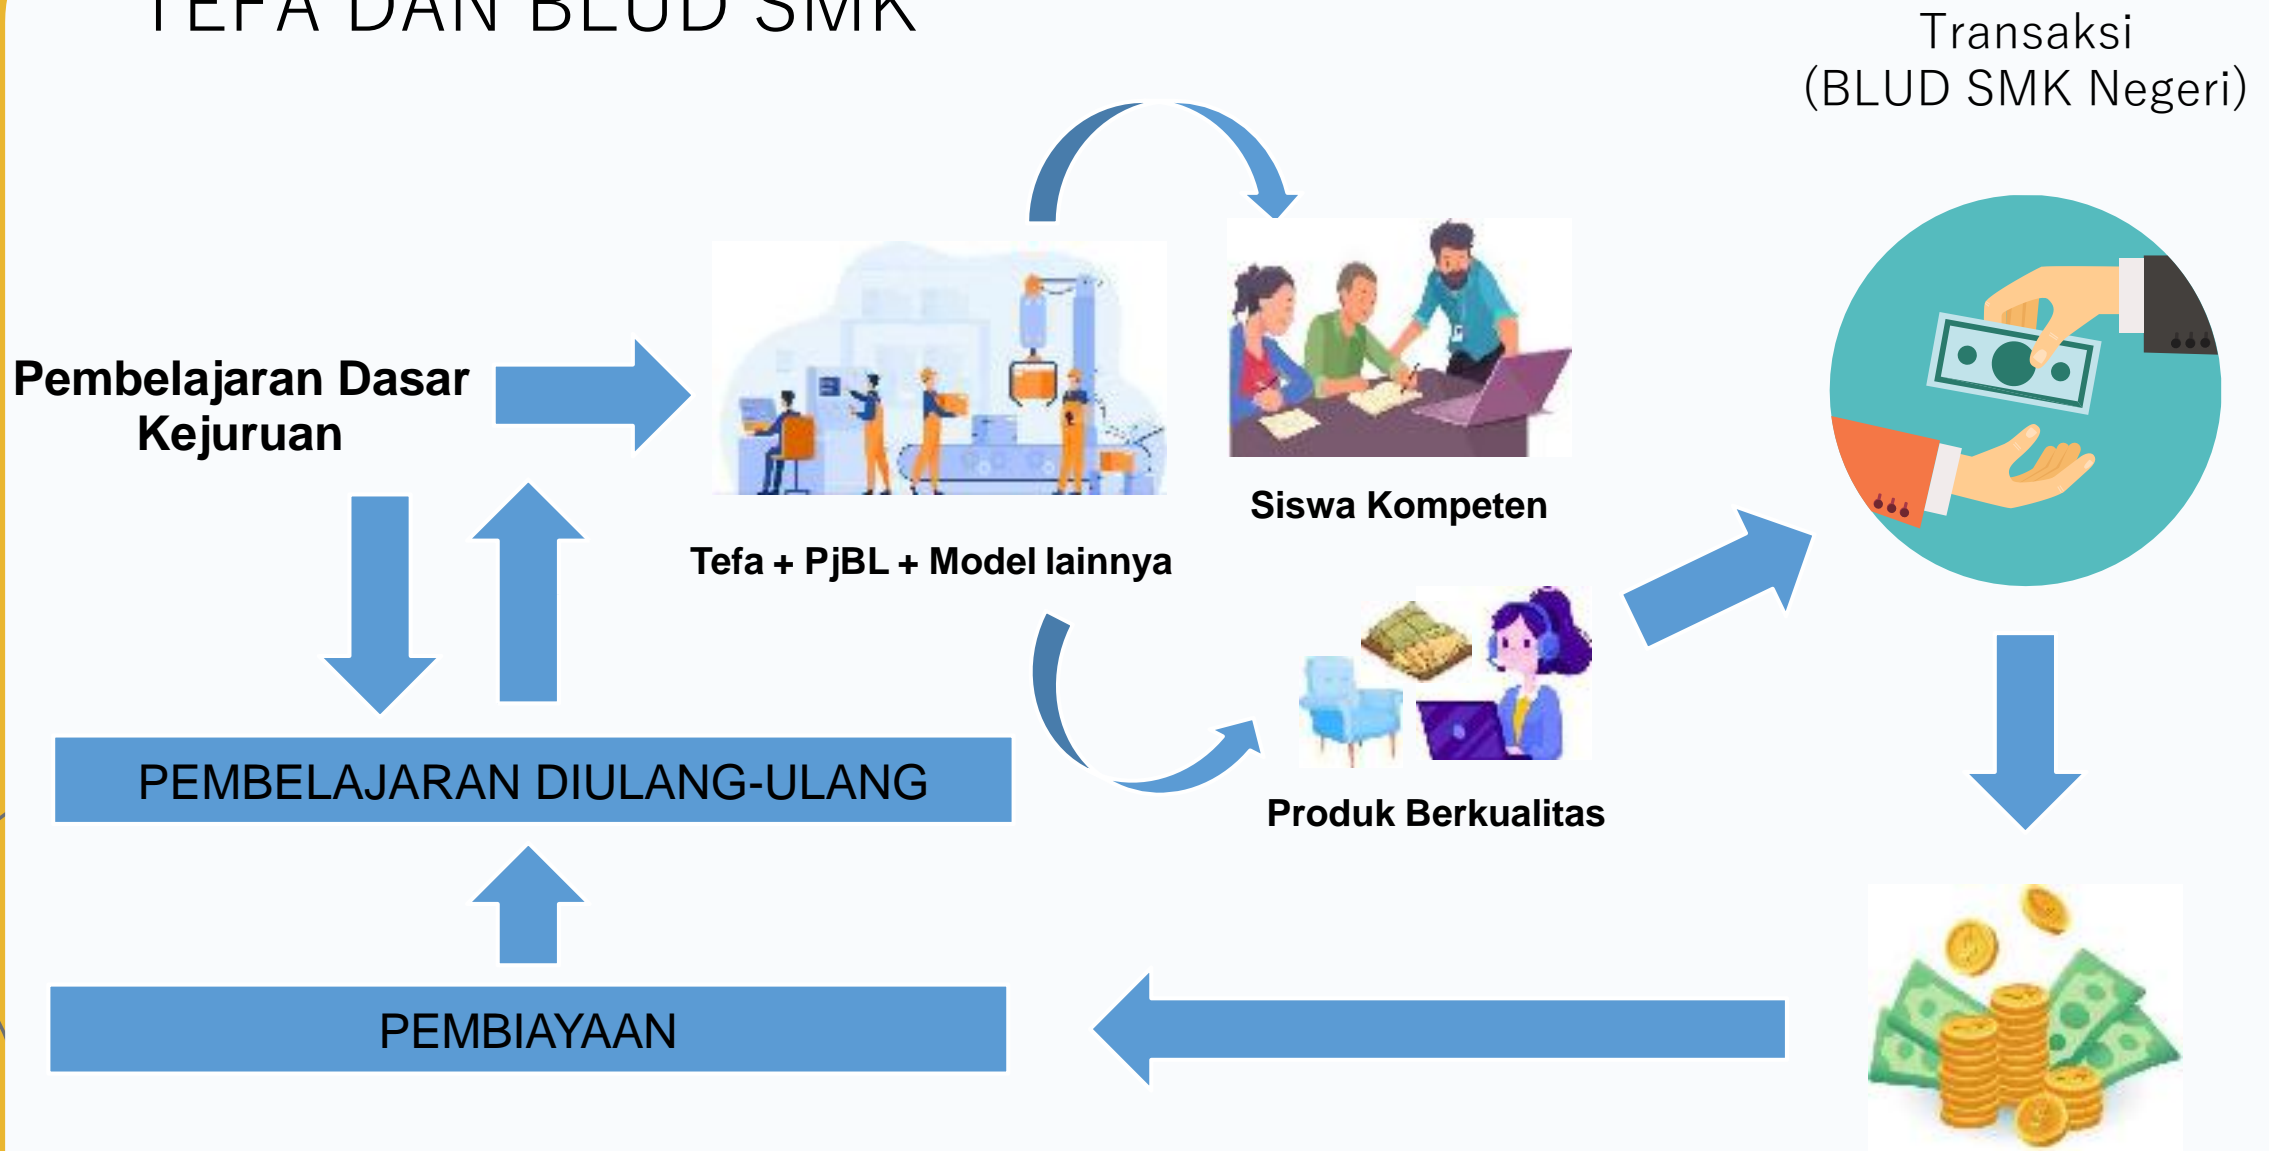 TEFA DAN BLUD SMK
Transaksi
(BLUD SMK Negeri)
Pembelajaran Dasar
Kejuruan
Siswa Kompeten
Tefa + PjBL + Model lainnya
PEMBELAJARAN DIULANG-ULANG
Produk Berkualitas
PEMBIAYAAN